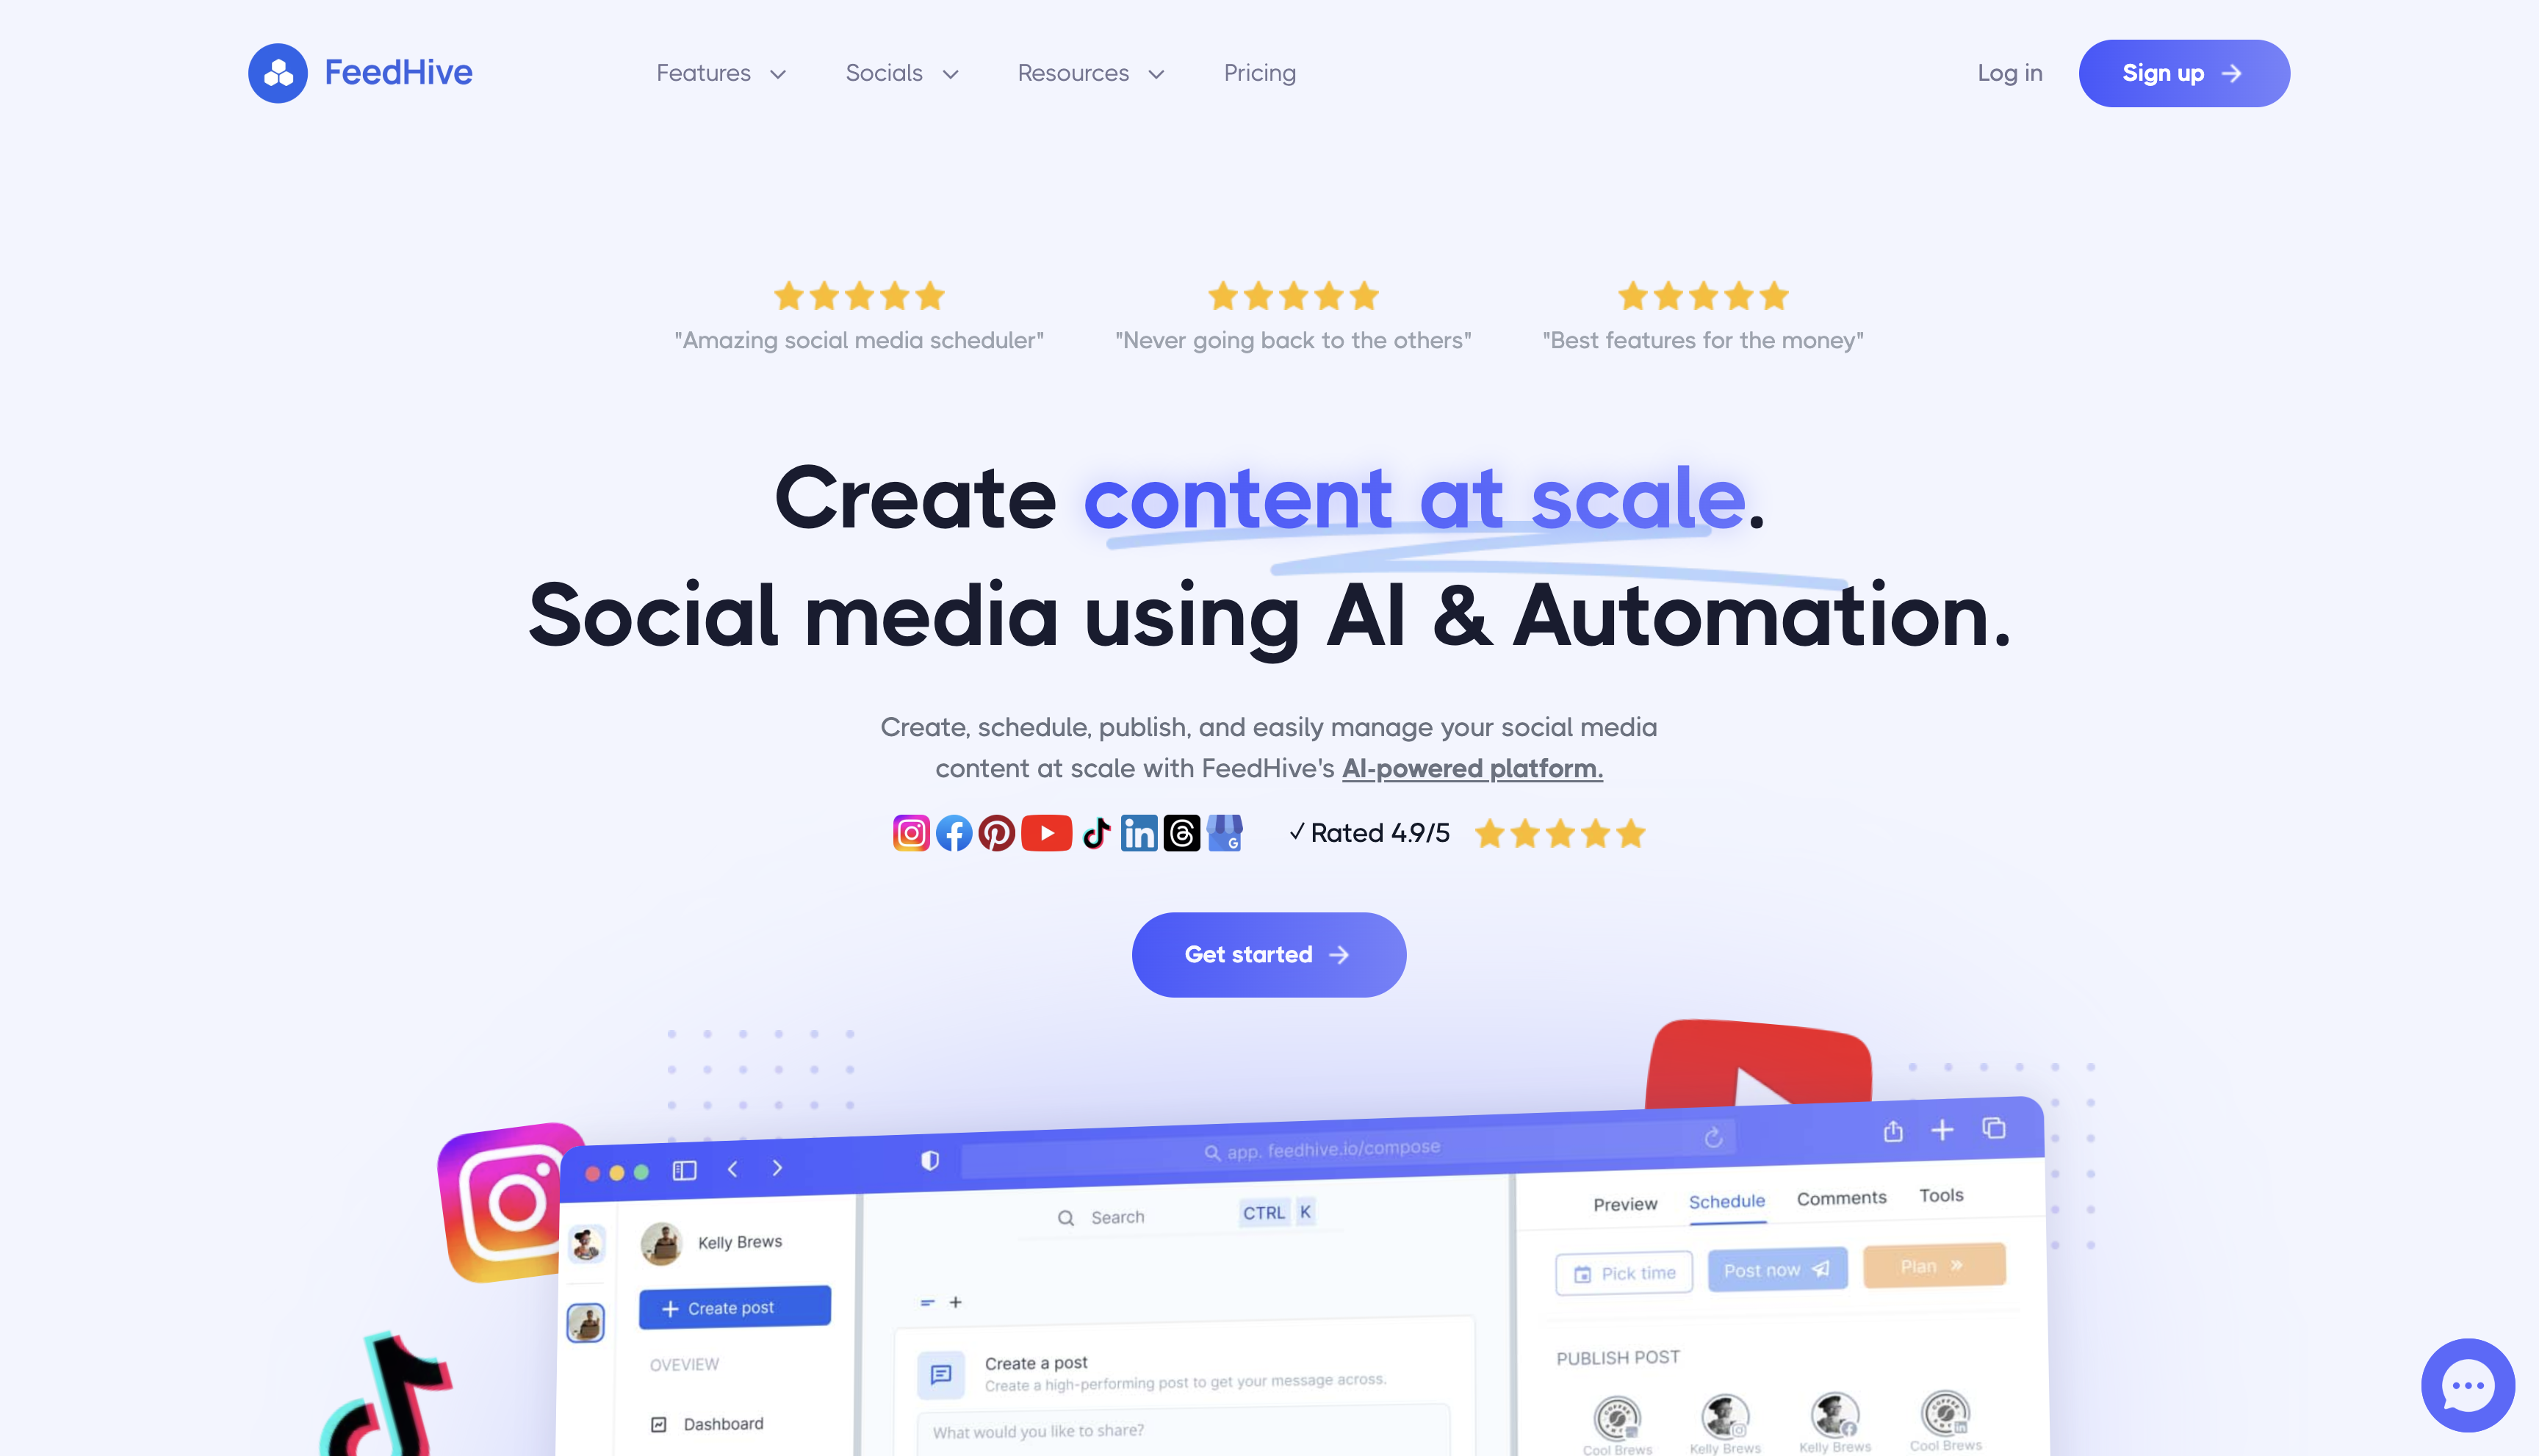 FeedHive
Features
Socials
Resources
Pricing
Log in
Sign up
"Amazing social media scheduler"
"Never going back to the others"
"Best features for the money"
Create content at scale.
Social media using AI & Automation.
Create, schedule, publish, and easily manage your social media
content at scale with FeedHive's AI-powered platform.
✓ Rated 4.9/5
Get started
app. feedhive.io/compose
Kelly Brews
Create post
OVEVIEW
Dashboard
Search
CTRL K
Create a post
Create a high-performing post to get your message across.
What would you like to share?
Preview
Schedule
Comments
Tools
Pick time
Post now
Plan
PUBLISH POST
Cool Brews
Kelly Brews
Kelly Brews
Cool Brews